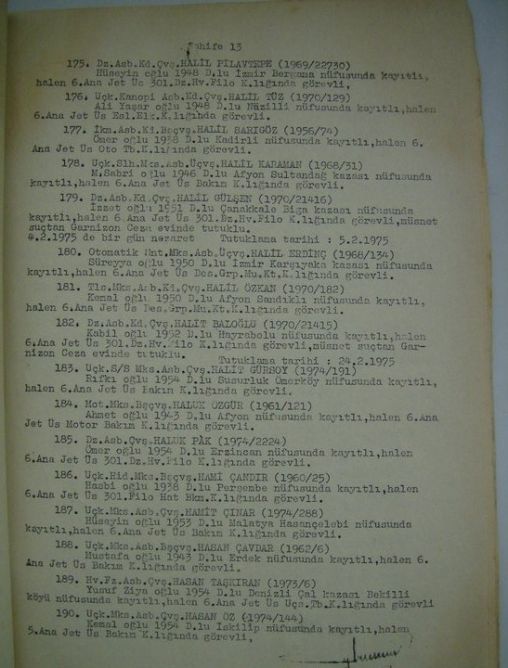 Sahife 13
175. Dz.Asb.Kd.Çvş.HALİL PİLAVTEPE (1969/22730)
Hüseyin oğlu 1948 D.lu İzmir Bergama nüfusunda kayıtlı,
halen 6.Ana Jet Üs 301.Dz.Hv.Filo K.lığında görevli.
176. Uçk.Kanopi Asb.Kd.Çvş.HALİL TÜZ (1970/129)
Ali Yaşar oğlu 1948 D.lu Nüzilli nüfusunda kayıtlı,halen
6.Ana Jet Üs Esl.Elk.K.lığında görevli.
177. İkm.Asb.Kd.Bçvş.HALİL SARIGÖZ (1956/74)
Ömer oğlu 1938 D.lu Kadirli nüfusunda kayıtlı,halen 6.
Ana Jet Üs Oto Tb.K.lığında görevli.
178. Uçk.Slh.Mks.Asb.Üçvş.HALİL KARAMAN (1968/31)
M.Sabri oğlu 1946 D.lu Afyon Sultandağ kazası nüfusunda
kayıtlı,halen 6.Ana Jet Üs Bakım K.lığında görevli.
179. Dz.Asb.Kd.Çvş.HALİL GÜLŞEN (1970/21416)
İzzet oğlu 1951 D.lu Çanakkale Biga kazası nüfusunda
kayıtlı,halen 6.Ana Jet Üs 301.Dz.Hv.Filo K.lığında görevli,müsnet
suçtan Garnizon Ceza evinde tutuklu.
4.2.1975 de bir gün nezaret Tutuklama tarihi : 5.2.1975
180. Otomatik Mks.Asb.Üçvş.HALİL ERDİNÇ (1968/134)
Süreyya oğlu 1950 D.lu İzmir Karşıyaka kazası nüfusunda
kayıtlı,halen 6.Ana Jet Üs Des.Grp.Mu.Kt.K.lığında görevli.
181. Tls.Mks.Asb.Kd.Çvş.HALİL ÖZKAN (1970/182)
Kemal oğlu 1950 D.lu Afyon Sandıklı nüfusunda kayıtlı,
halen 6.Ana Jet Üs Des.Grp.Mu.Kt.K.lığında görevli.
182. Dz.Asb.Kd.Çvş.HALİT BALOĞLU (1970/21415)
Kabil oğlu 1952 D.lu Hayrabolu nüfusunda kayıtlı,halen
6.Ana Jet Üs 301.Dz.Hv.Filo K.lığında görevli,müsnet suçtan Gar-
nizon Ceza evinde tutuklu. Tutuklama tarihi : 24.2.1975
183. Uçk.S/S Mks.Asb.Çvş.HALİT GÜRSOY (1974/191)
Rıfkı oğlu 1954 D.lu Susurluk Ömerköy nüfusunda kayıtlı,
halen 6.Ana Jet Üs Bakım K.lığında görevli.
184. Mot.Mks.Bçvş.HALUK ÖZGÜR (1961/121)
Ahmet oğlu 1943 D.lu Afyon nüfusunda kayıtlı,halen 6.Ana
Jet Üs Motor Bakım K.lığında görevli.
185. Dz.Asb.Çvş.HALUK PAK (1974/2224)
Ömer oğlu 1954 D.lu Erzincan nüfusunda kayıtlı,halen
6.Ana Jet Üs 301.Dz.Hv.Filo K.lığında görevli.
186. Uçk.Hid.Mks.Bçvş.HAMİ ÇANDIR (1960/25)
Hasbi oğlu 1938 D.lu Perşembe nüfusunda kayıtlı,halen
6.Ana Jet Üs 301.Filo Hat Bkm.K.lığında görevli.
187. Uçk.Mks.Asb.Çvş.HAMİT ÇINAR (1974/288)
Hüseyin oğlu 1953 D.lu Malatya Hasançelebi nüfusunda
kayıtlı,halen 6.Ana Jet Üs Bakım K.lığında görevli.
188. Uçk.Mks.Asb.Bşçvş.HASAN ÇAVDAR (1962/6)
Mustafa oğlu 1943 D.lu Erdek nüfusunda kayıtlı,halen 6.
Ana Jet Üs Bakım K.lığında görevli.
189. Hv.Fz.Asb.Çvş.HASAN TAŞKIRAN (1973/6)
Yusuf Ziya oğlu 1954 D.lu Denizli Çal kazası Bekilli
köyü nüfusunda kayıtlı,halen 6.Ana Jet Üs Uçs.Tb.K.lığında görevli
190. Uçk.Mks.Asb.Çvş.HASAN ÖZ (1974/144)
Kemal oğlu 1954 D.lu İskilip nüfusunda kayıtlı,halen
6.Ana Jet Üs Bakım K.lığında görevli,